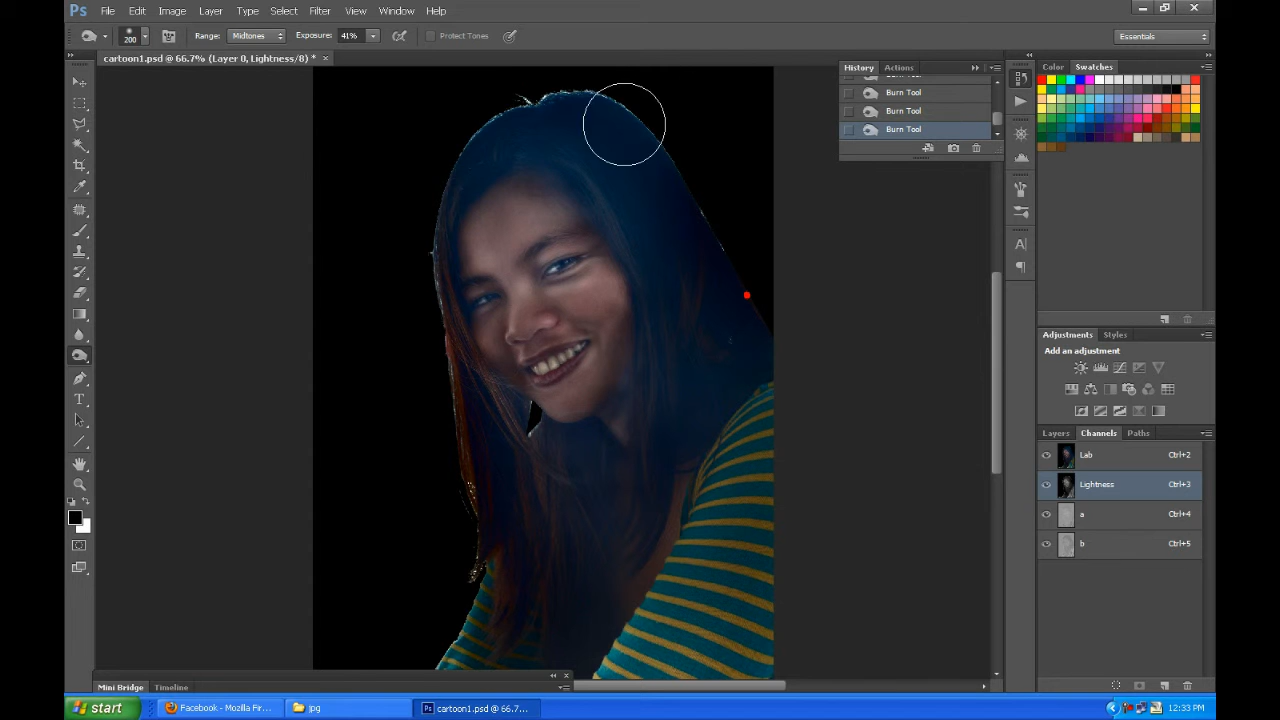 Ps File Edit Image Layer Type Select Filter View Window Help
200 Range: Midtones Exposure: 41% Protect Tones Essentials
cartoon1.psd @ 66.7% (Layer 0, Lightness/8) *
History Actions
Burn Tool
Burn Tool
Burn Tool
Burn Tool
Color Swatches
Adjustments Styles
Add an adjustment
Layers Channels Paths
Lab Ctrl+2
Lightness Ctrl+3
a Ctrl+4
b Ctrl+5
Mini Bridge Timeline
start Facebook - Mozilla Fir... jpg cartoon1.psd @ 66.7... 12:33 PM